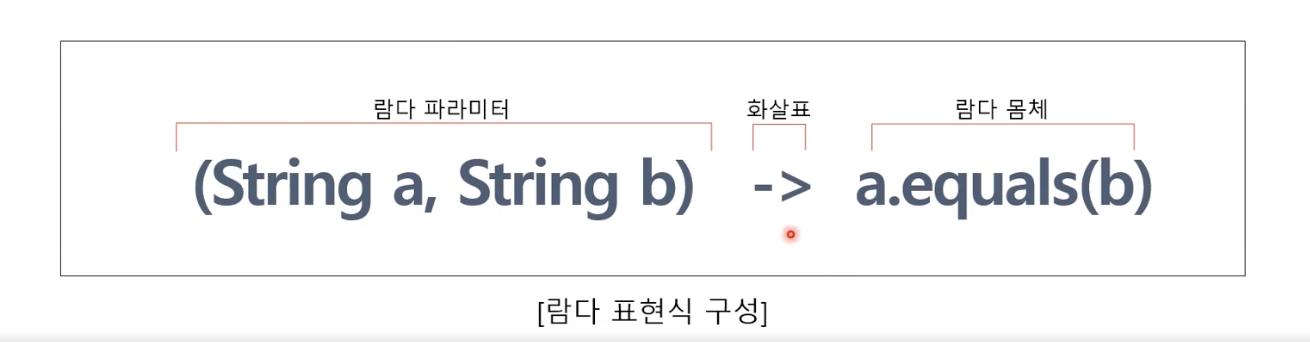 람다 파라미터 화살표 람다 몸체
(String a, String b) -> a.equals(b)
[람다 표현식 구성]